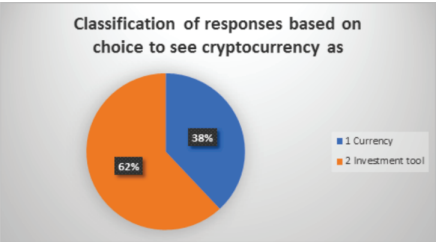 Classification of responses based on
choice to see cryptocurrency as
38%
62%
1 Currency
2 Investment tool